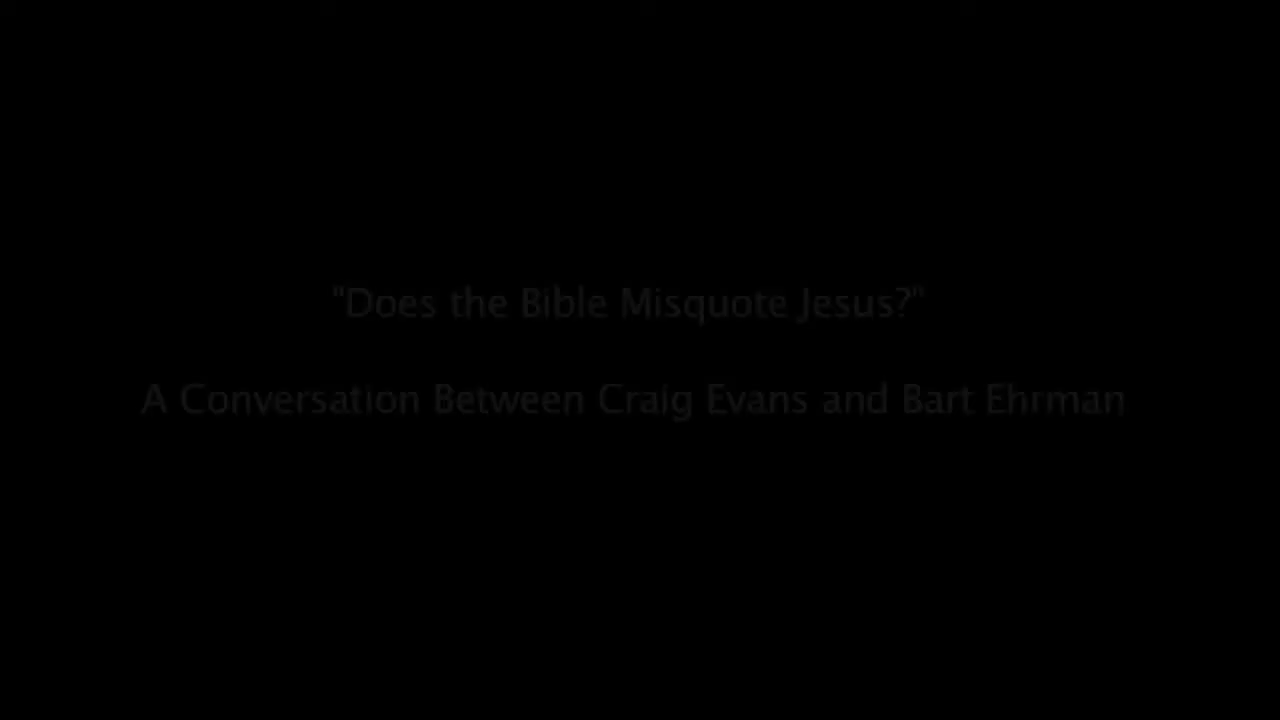 "Does the Bible Misquote Jesus?"
A Conversation Between Craig Evans and Bart Ehrman